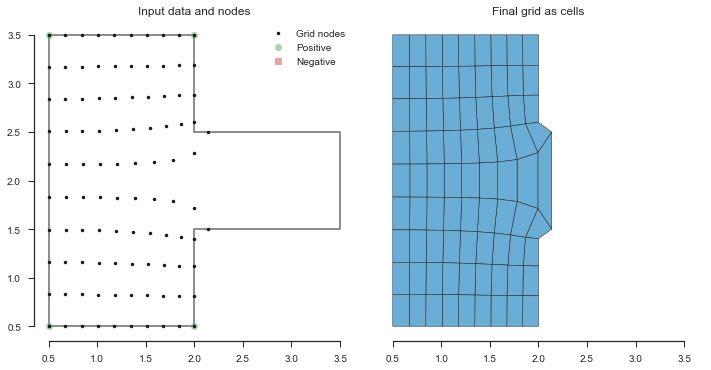 Input data and nodes
Final grid as cells
Grid nodes
Positive
Negative
3.5
3.0
2.5
2.0
1.5
1.0
0.5
0.5 1.0 1.5 2.0 2.5 3.0 3.5
0.5 1.0 1.5 2.0 2.5 3.0 3.5